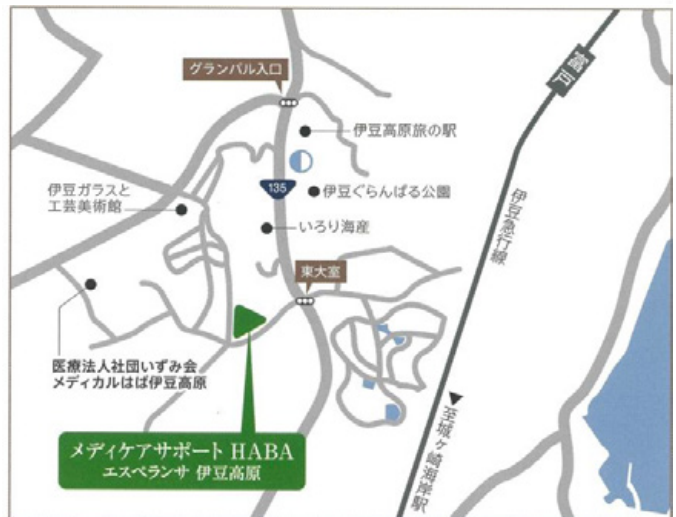 富戸
グランパル入口
伊豆高原旅の駅
135
伊豆ぐらんぱる公園
伊豆ガラスと
工芸美術館
いろり海産
伊豆急行線
東大室
医療法人社団いずみ会
メディカルはば伊豆高原
メディケアサポート HABA
エスペランサ 伊豆高原
至城ヶ崎海岸駅